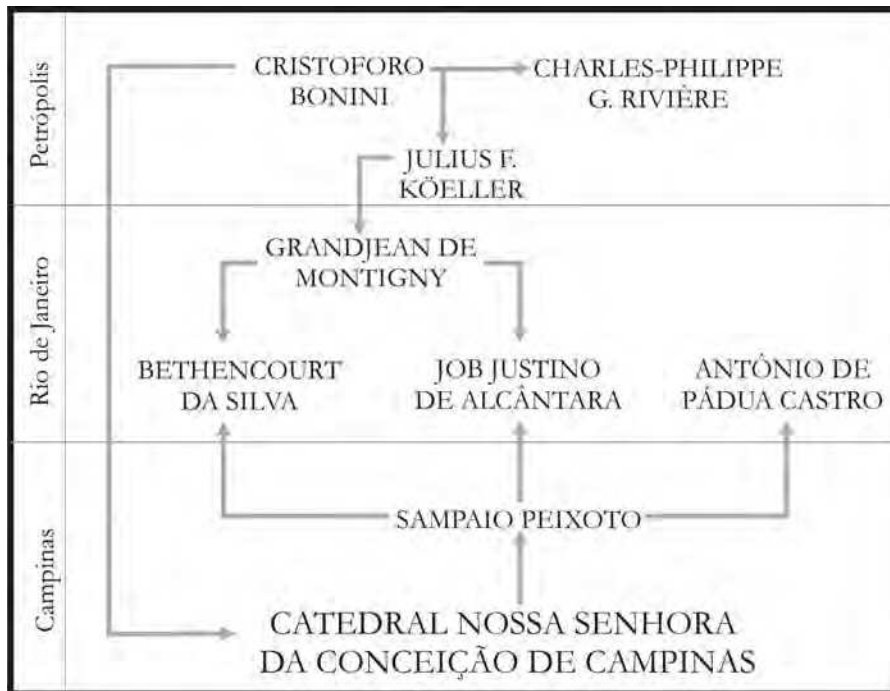 Petrópolis
CRISTOFORO
BONINI
CHARLES-PHILIPPE
G. RIVIÈRE
JULIUS F.
KÖELLER
Rio de Janeiro
GRANDJEAN DE
MONTIGNY
BETHENCOURT
DA SILVA
JOB JUSTINO
DE ALCÂNTARA
ANTÔNIO DE
PÁDUA CASTRO
Campinas
SAMPAIO PEIXOTO
CATEDRAL NOSSA SENHORA
DA CONCEIÇÃO DE CAMPINAS